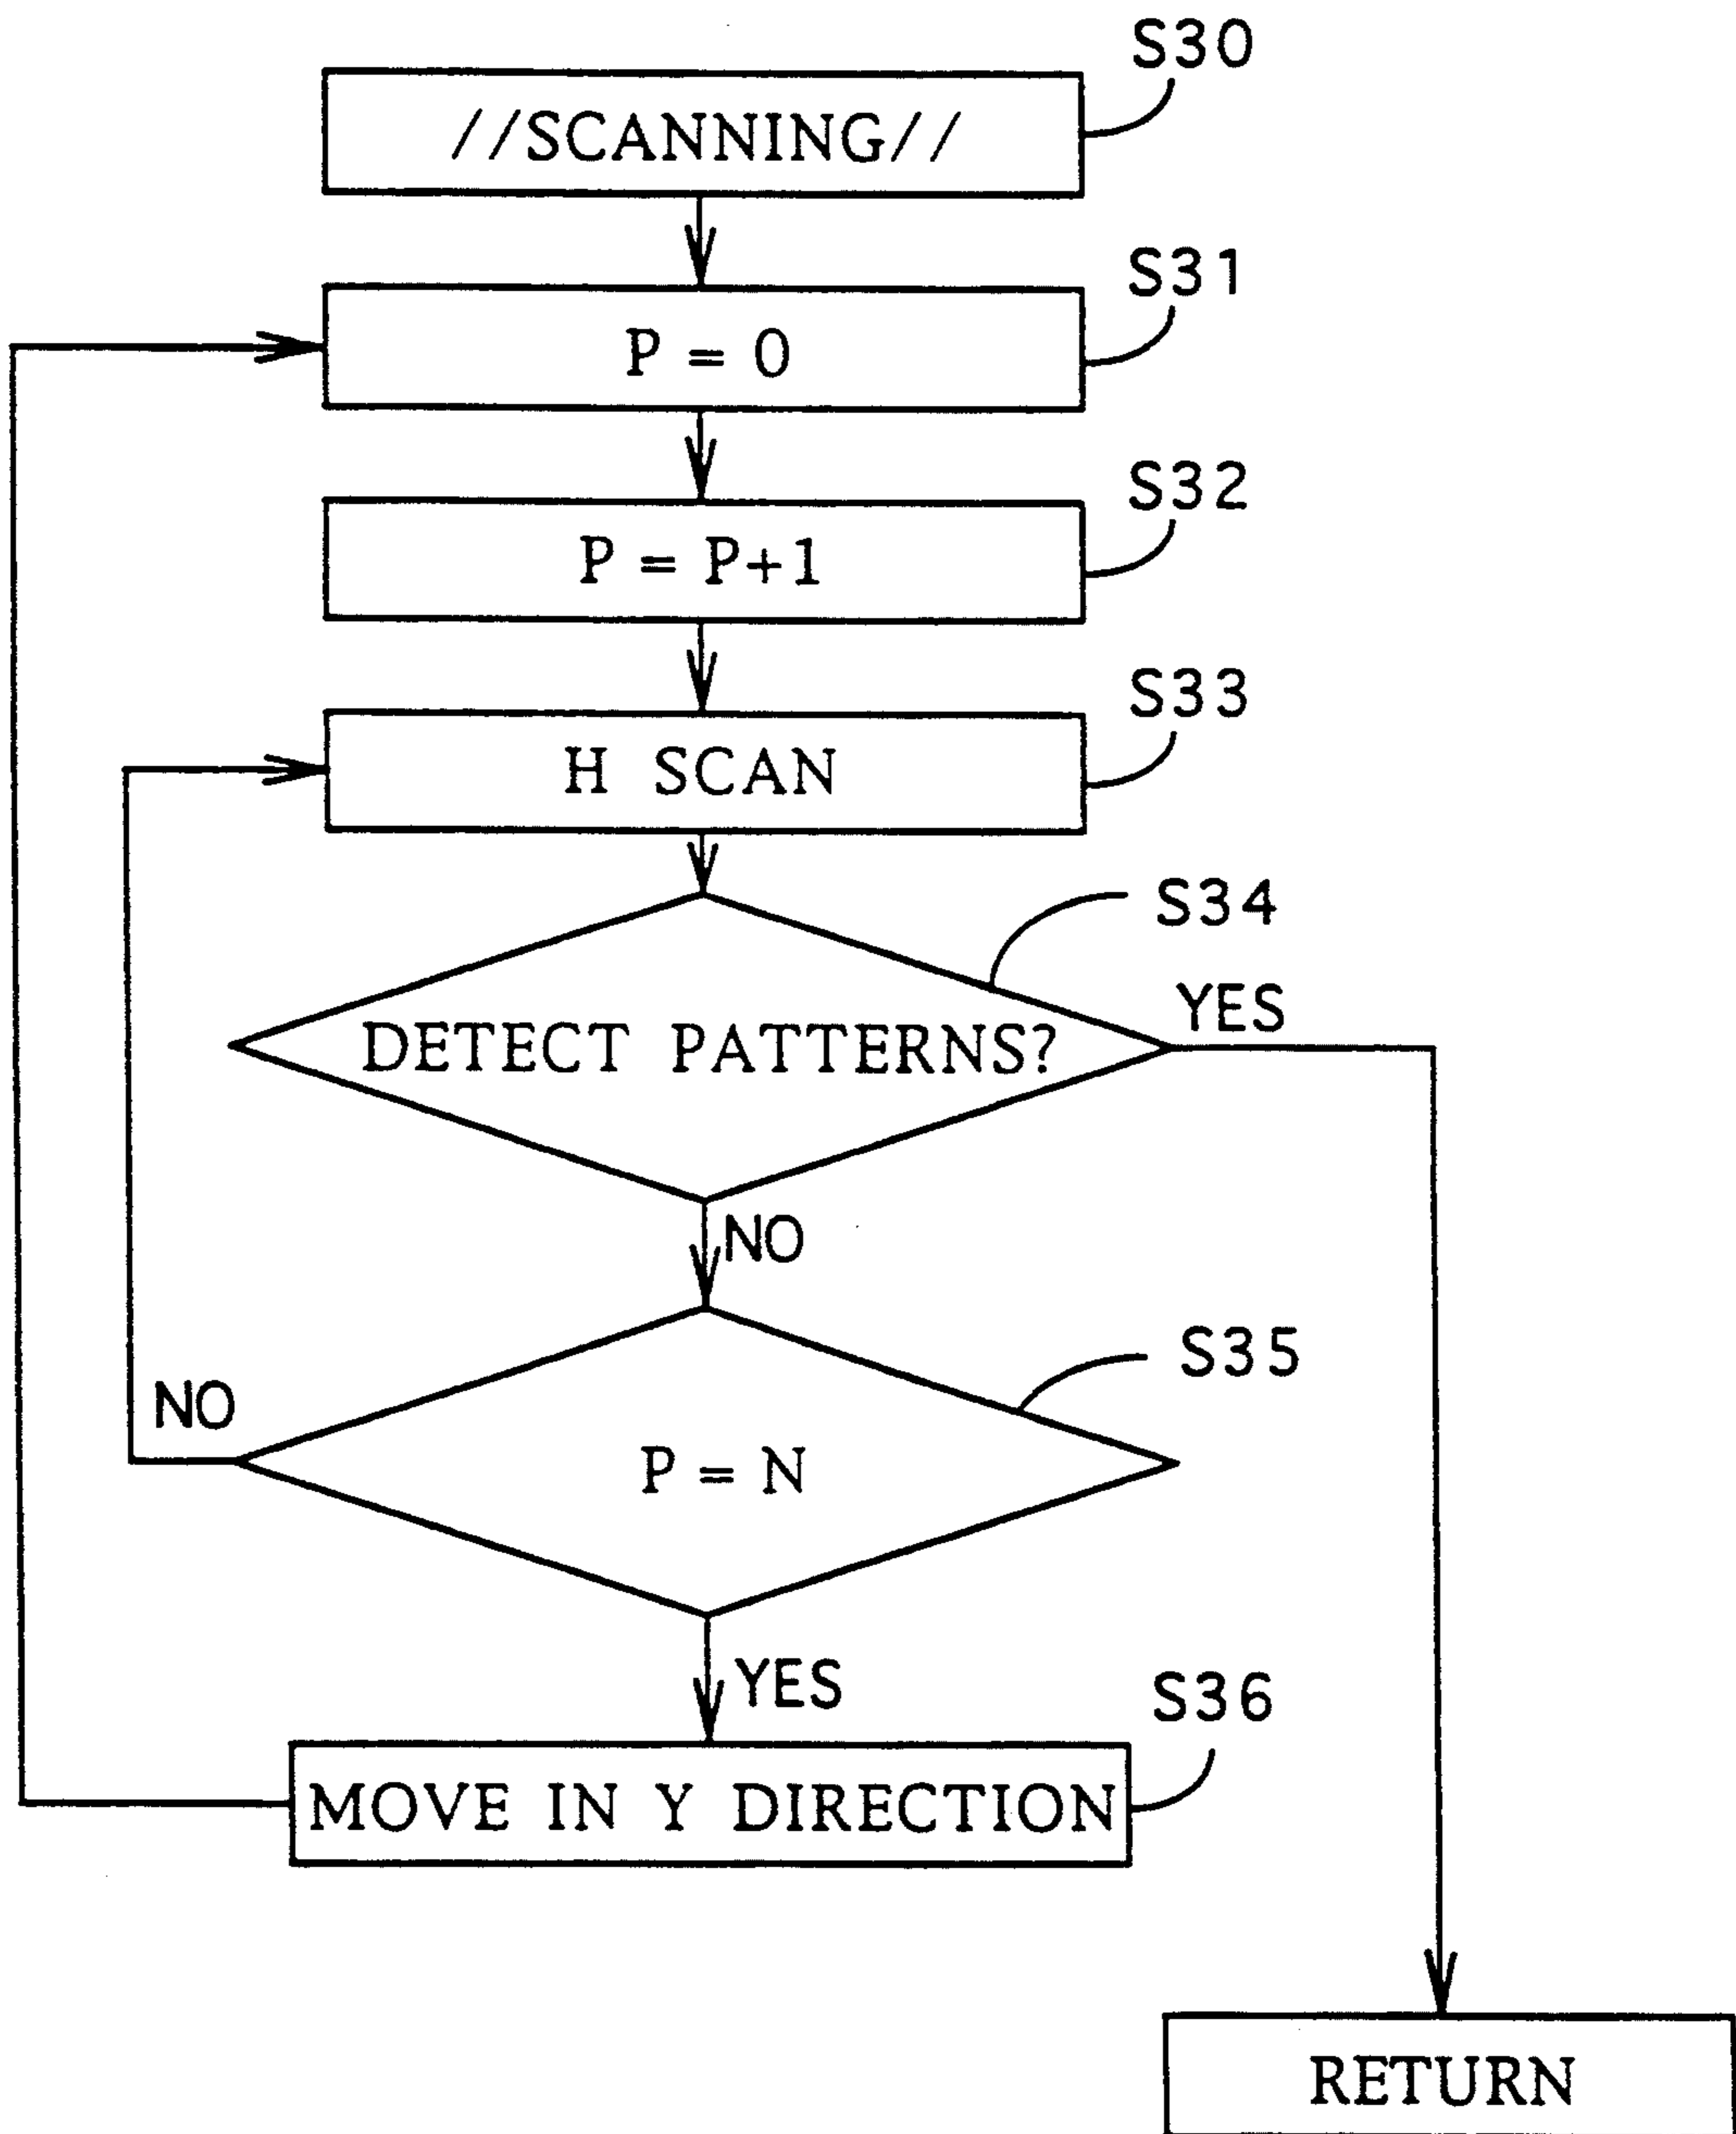 S30
//SCANNING//
S31
P = 0
S32
P = P+1
S33
H SCAN
S34
YES
DETECT PATTERNS?
NO
S35
NO
P = N
YES
S36
MOVE IN Y DIRECTION
RETURN